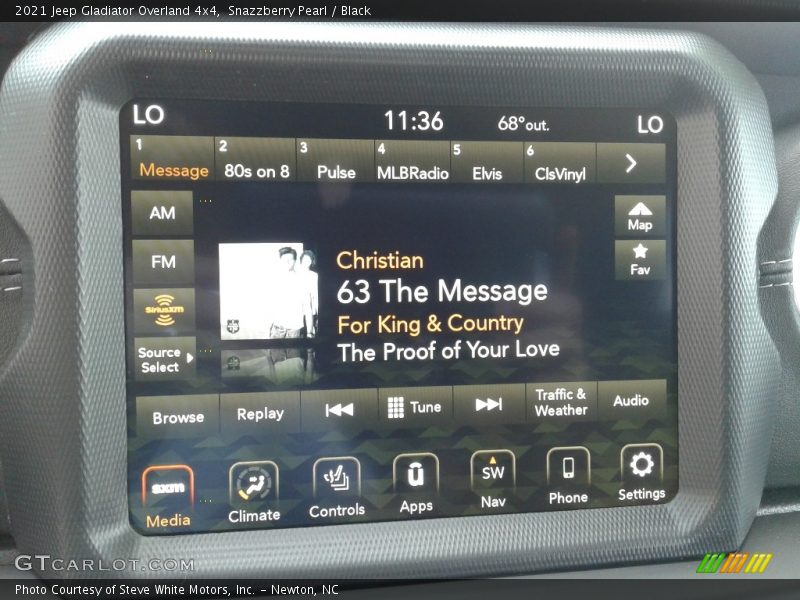 2021 Jeep Gladiator Overland 4x4, Snazzberry Pearl / Black
LO 11:36 68° out. LO
1 Message 2 80s on 8 3 Pulse 4 MLBRadio 5 Elvis 6 ClsVinyl
AM
Map
FM
Fav
SiriusXM
Source Select
Christian
63 The Message
For King & Country
The Proof of Your Love
Browse Replay Tune Traffic & Weather Audio
sxm SW
Media Climate Controls Apps Nav Phone Settings
GTCARLOT.COM
Photo Courtesy of Steve White Motors, Inc. – Newton, NC